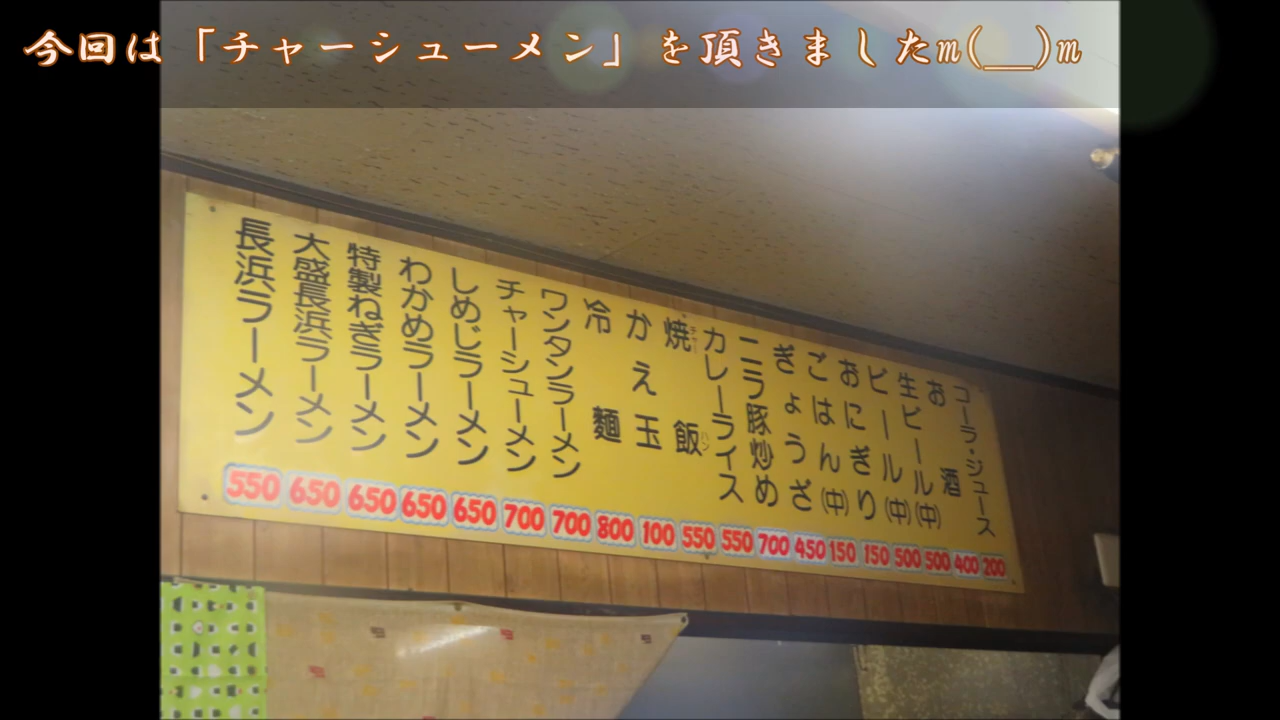 今回は「チャーシューメン」を頂きましたm(__)m
長浜ラーメン 550
大盛長浜ラーメン 650
特製ねぎラーメン 650
わかめラーメン 650
しめじラーメン 650
チャーシューメン 700
ワンタンラーメン 700
冷麺 800
かえ玉 100
焼飯 550
カレーライス 550
ニラ豚炒め 700
ぎょうざ 450
ごはん(中) 150
おにぎり 150
ビール(中) 500
生ビール(中) 500
お酒 400
コーラ・ジュース 200